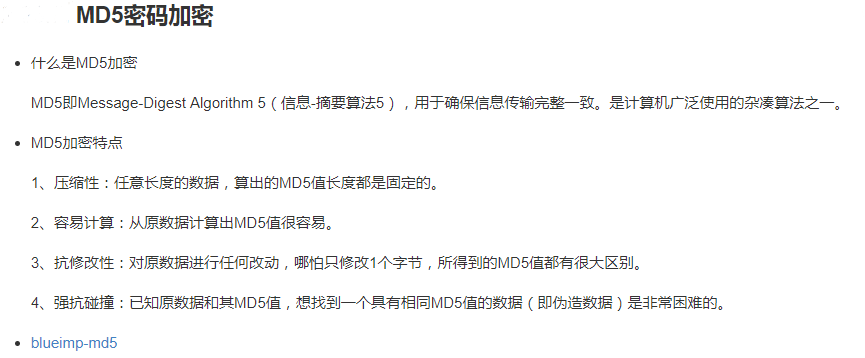 MD5密码加密
什么是MD5加密
MD5即Message-Digest Algorithm 5（信息-摘要算法5），用于确保信息传输完整一致。是计算机广泛使用的杂凑算法之一。
MD5加密特点
1、压缩性：任意长度的数据，算出的MD5值长度都是固定的。
2、容易计算：从原数据计算出MD5值很容易。
3、抗修改性：对原数据进行任何改动，哪怕只修改1个字节，所得到的MD5值都有很大区别。
4、强抗碰撞：已知原数据和其MD5值，想找到一个具有相同MD5值的数据（即伪造数据）是非常困难的。
blueimp-md5